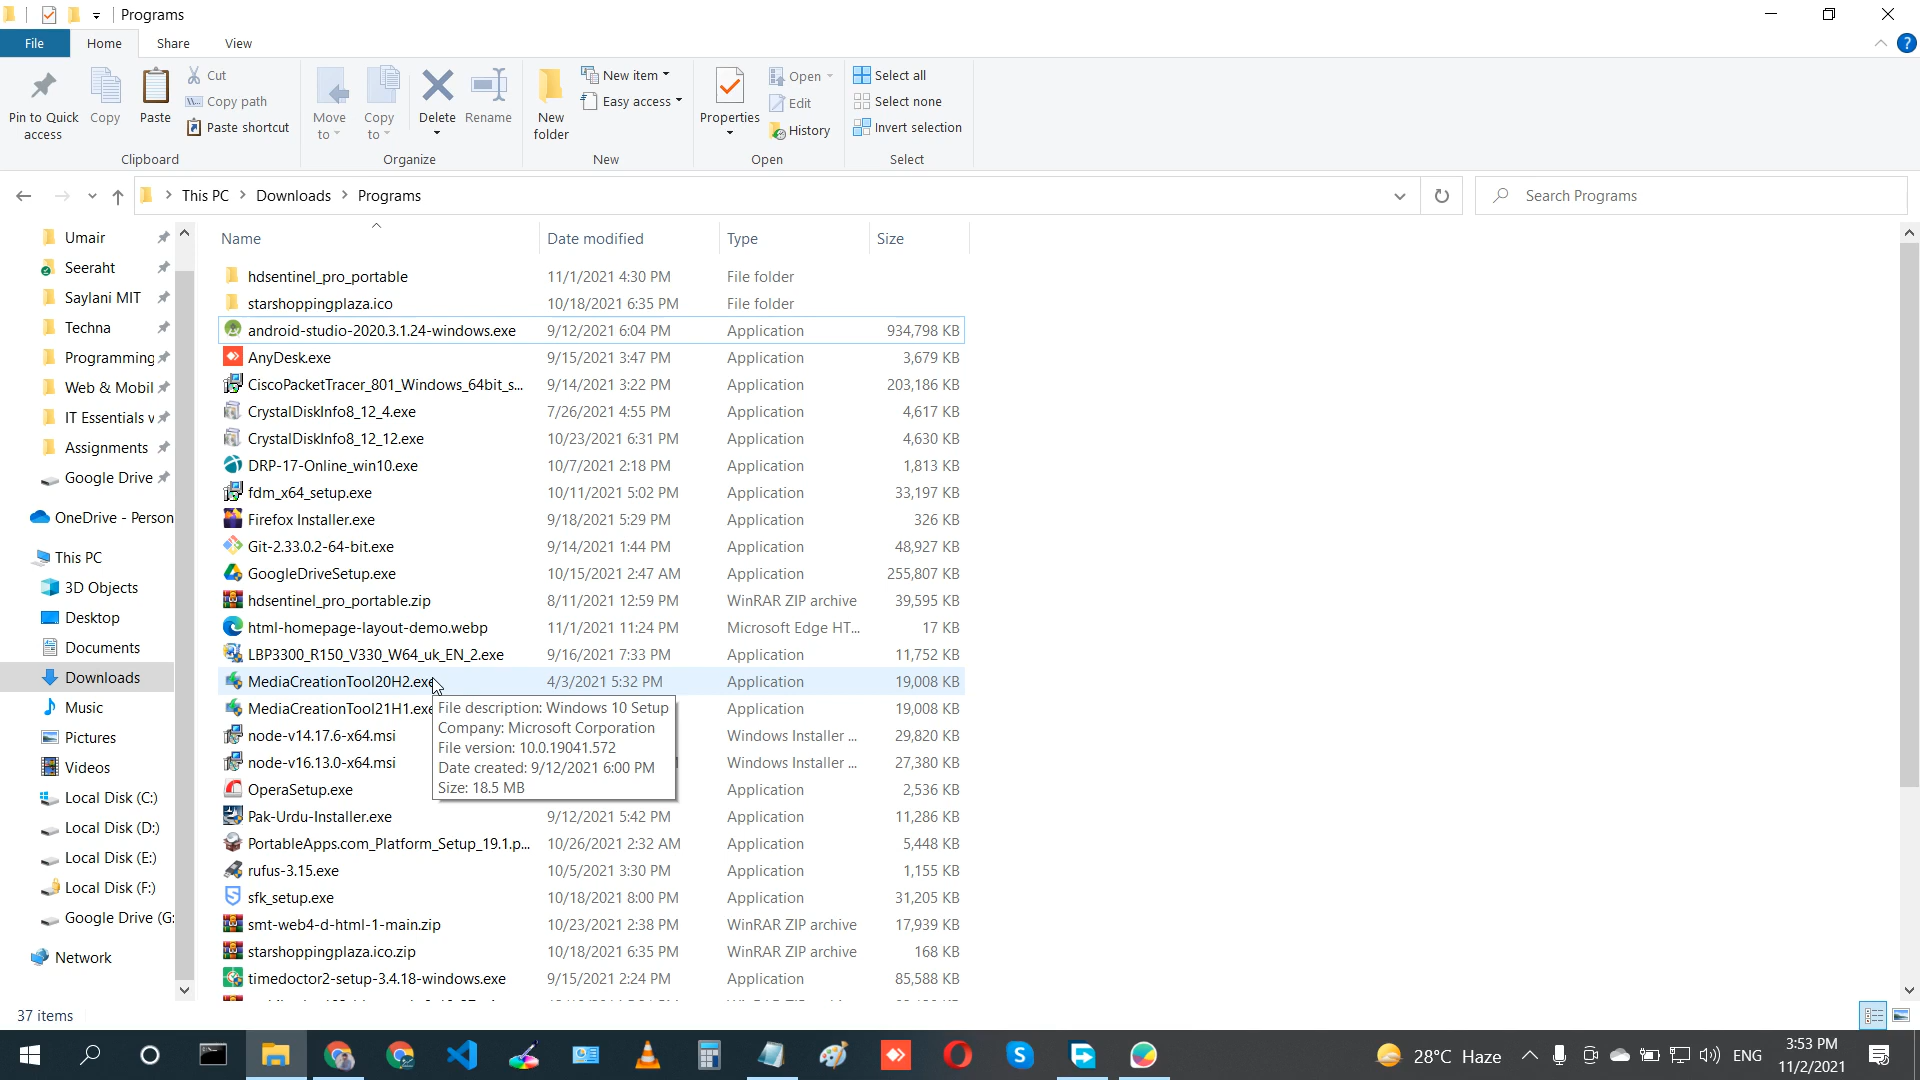 Programs
File Home Share View
Pin to Quick access
Copy
Paste
Cut
Copy path
Paste shortcut
Clipboard
Move to
Copy to
Delete
Rename
Organize
New folder
New item
Easy access
New
Properties
Open
Edit
History
Open
Select all
Select none
Invert selection
Select
This PC > Downloads > Programs
Search Programs
Umair
Seeraht
Saylani MIT
Techna
Programming
Web & Mobil
IT Essentials v
Assignments
Google Drive
OneDrive - Person
This PC
3D Objects
Desktop
Documents
Downloads
Music
Pictures
Videos
Local Disk (C:)
Local Disk (D:)
Local Disk (E:)
Local Disk (F:)
Google Drive (G:
Network
Name Date modified Type Size
hdsentinel_pro_portable 11/1/2021 4:30 PM File folder
starshoppingplaza.ico 10/18/2021 6:35 PM File folder
android-studio-2020.3.1.24-windows.exe 9/12/2021 6:04 PM Application 934,798 KB
AnyDesk.exe 9/15/2021 3:47 PM Application 3,679 KB
CiscoPacketTracer_801_Windows_64bit_s... 9/14/2021 3:22 PM Application 203,186 KB
CrystalDiskInfo8_12_4.exe 7/26/2021 4:55 PM Application 4,617 KB
CrystalDiskInfo8_12_12.exe 10/23/2021 6:31 PM Application 4,630 KB
DRP-17-Online_win10.exe 10/7/2021 2:18 PM Application 1,813 KB
fdm_x64_setup.exe 10/11/2021 5:02 PM Application 33,197 KB
Firefox Installer.exe 9/18/2021 5:29 PM Application 326 KB
Git-2.33.0.2-64-bit.exe 9/14/2021 1:44 PM Application 48,927 KB
GoogleDriveSetup.exe 10/15/2021 2:47 AM Application 255,807 KB
hdsentinel_pro_portable.zip 8/11/2021 12:59 PM WinRAR ZIP archive 39,595 KB
html-homepage-layout-demo.webp 11/1/2021 11:24 PM Microsoft Edge HT... 17 KB
LBP3300_R150_V330_W64_uk_EN_2.exe 9/16/2021 7:33 PM Application 11,752 KB
MediaCreationTool20H2.exe 4/3/2021 5:32 PM Application 19,008 KB
MediaCreationTool21H1.exe Application 19,008 KB
node-v14.17.6-x64.msi Windows Installer ... 29,820 KB
node-v16.13.0-x64.msi Windows Installer ... 27,380 KB
OperaSetup.exe Application 2,536 KB
File description: Windows 10 Setup
Company: Microsoft Corporation
File version: 10.0.19041.572
Date created: 9/12/2021 6:00 PM
Size: 18.5 MB
Pak-Urdu-Installer.exe 9/12/2021 5:42 PM Application 11,286 KB
PortableApps.com_Platform_Setup_19.1.p... 10/26/2021 2:32 AM Application 5,448 KB
rufus-3.15.exe 10/5/2021 3:30 PM Application 1,155 KB
sfk_setup.exe 10/18/2021 8:00 PM Application 31,205 KB
smt-web4-d-html-1-main.zip 10/23/2021 2:38 PM WinRAR ZIP archive 17,939 KB
starshoppingplaza.ico.zip 10/18/2021 6:35 PM WinRAR ZIP archive 168 KB
timedoctor2-setup-3.4.18-windows.exe 9/15/2021 2:24 PM Application 85,588 KB
37 items
28°C Haze ENG
3:53 PM
11/2/2021